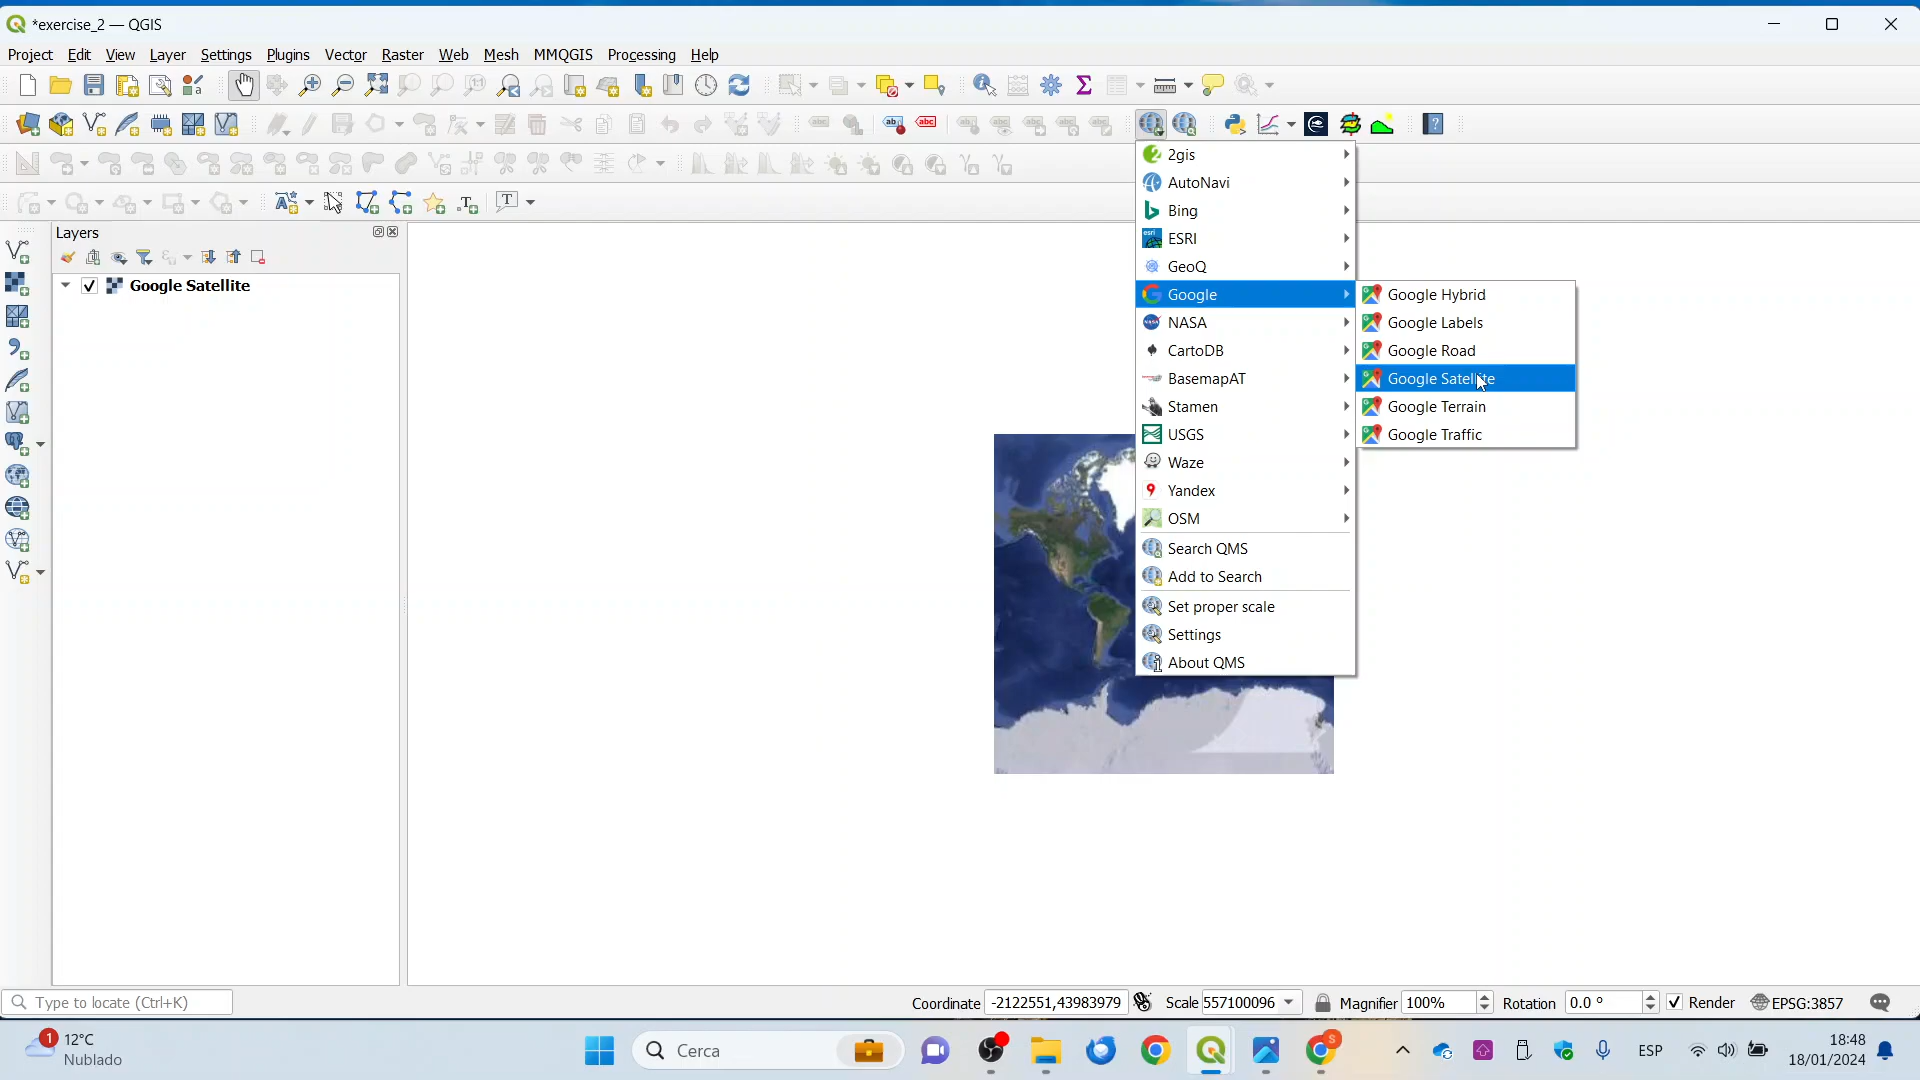 *exercise_2 — QGIS
Project Edit View Layer Settings Plugins Vector Raster Web Mesh MMQGIS Processing Help
Layers
Google Satellite
2gis
AutoNavi
Bing
ESRI
GeoQ
Google
NASA
CartoDB
BasemapAT
Stamen
USGS
Waze
Yandex
OSM
Search QMS
Add to Search
Set proper scale
Settings
About QMS
Google Hybrid
Google Labels
Google Road
Google Satellite
Google Terrain
Google Traffic
Type to locate (Ctrl+K) Coordinate -2122551,43983979 Scale 557100096 Magnifier 100% Rotation 0.0 ° Render EPSG:3857
1 12°C
Nublado
Cerca
ESP
18:48
18/01/2024